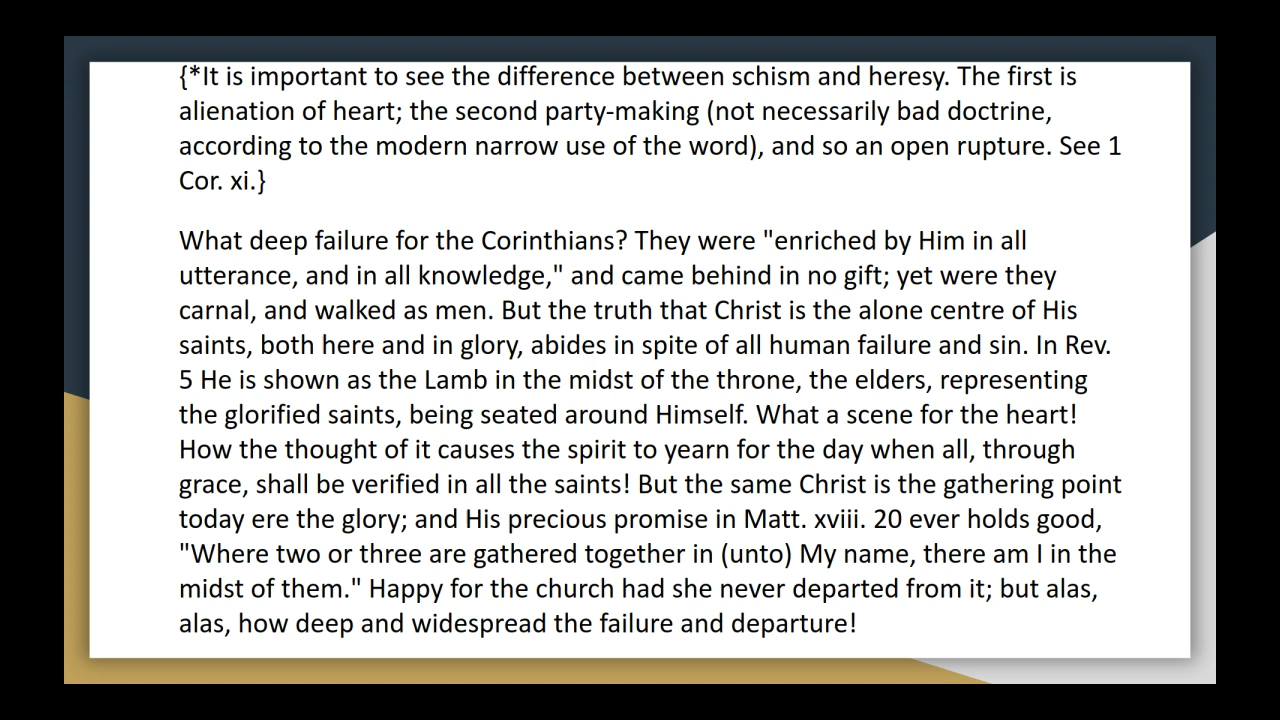 {*It is important to see the difference between schism and heresy. The first is
alienation of heart; the second party-making (not necessarily bad doctrine,
according to the modern narrow use of the word), and so an open rupture. See 1
Cor. xi.}
What deep failure for the Corinthians? They were "enriched by Him in all
utterance, and in all knowledge," and came behind in no gift; yet were they
carnal, and walked as men. But the truth that Christ is the alone centre of His
saints, both here and in glory, abides in spite of all human failure and sin. In Rev.
5 He is shown as the Lamb in the midst of the throne, the elders, representing
the glorified saints, being seated around Himself. What a scene for the heart!
How the thought of it causes the spirit to yearn for the day when all, through
grace, shall be verified in all the saints! But the same Christ is the gathering point
today ere the glory; and His precious promise in Matt. xviii. 20 ever holds good,
"Where two or three are gathered together in (unto) My name, there am I in the
midst of them." Happy for the church had she never departed from it; but alas,
alas, how deep and widespread the failure and departure!